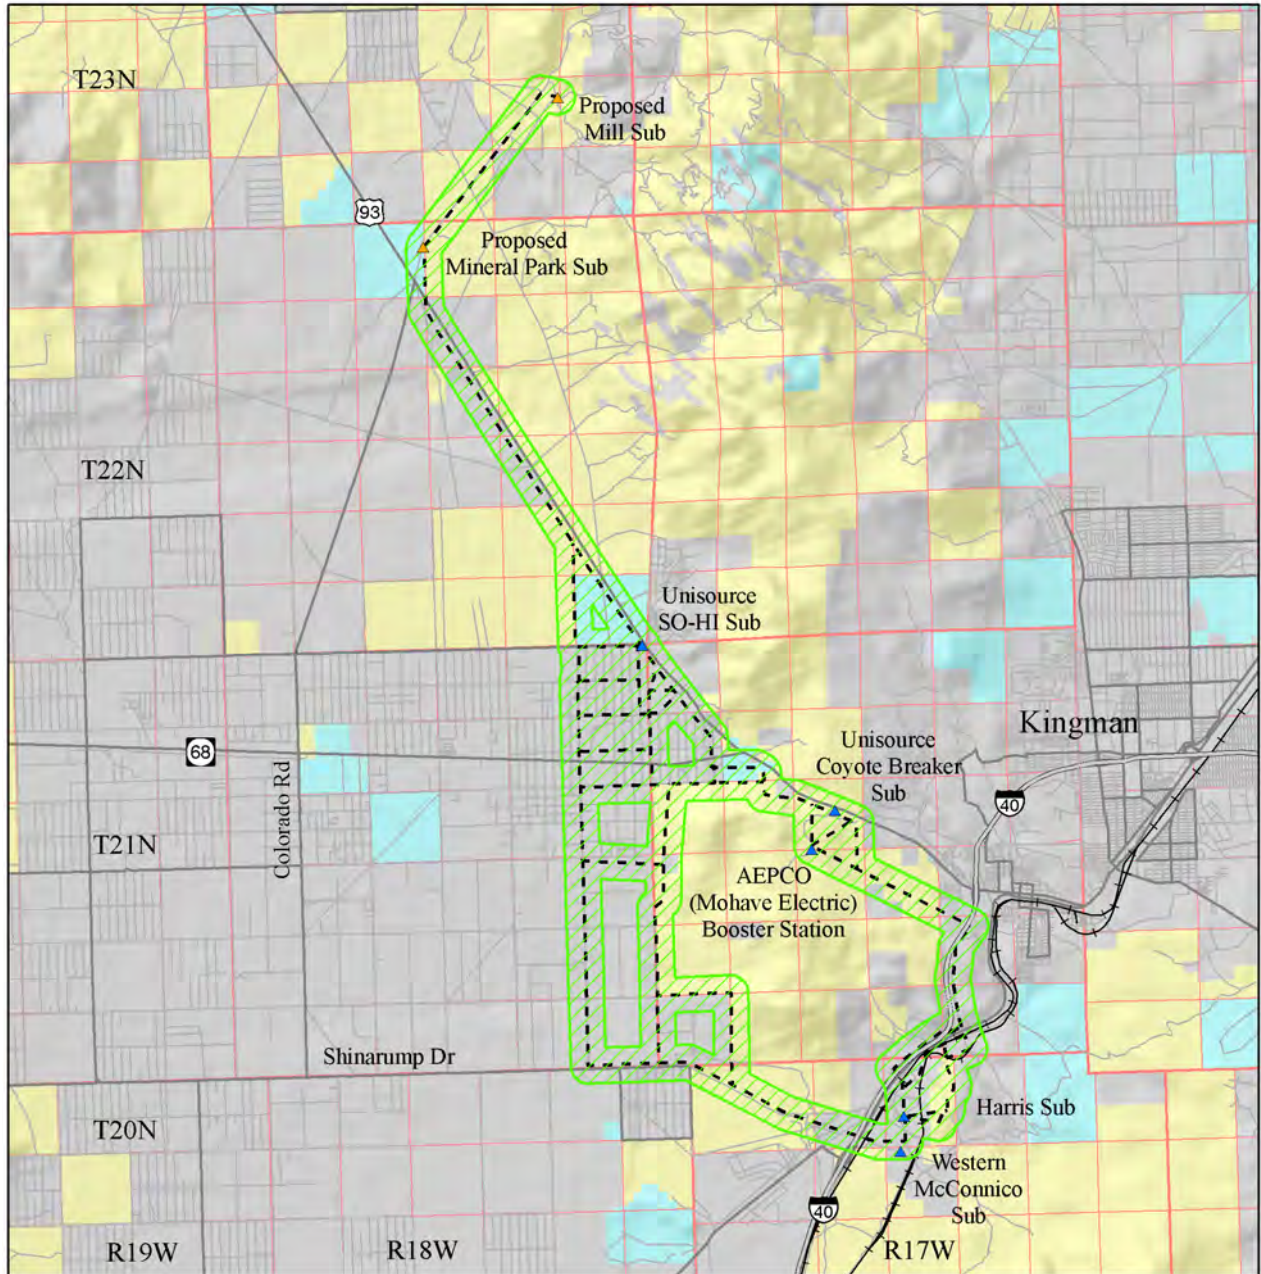 T23N
Proposed
Mill Sub
93
Proposed
Mineral Park Sub
T22N
Unisource
SO-HI Sub
Kingman
68
Unisource
Coyote Breaker
Sub
40
Colorado Rd
T21N
AEPCO
(Mohave Electric)
Booster Station
Shinarump Dr
Harris Sub
T20N
Western
McConnico
Sub
40
R19W
R18W
R17W